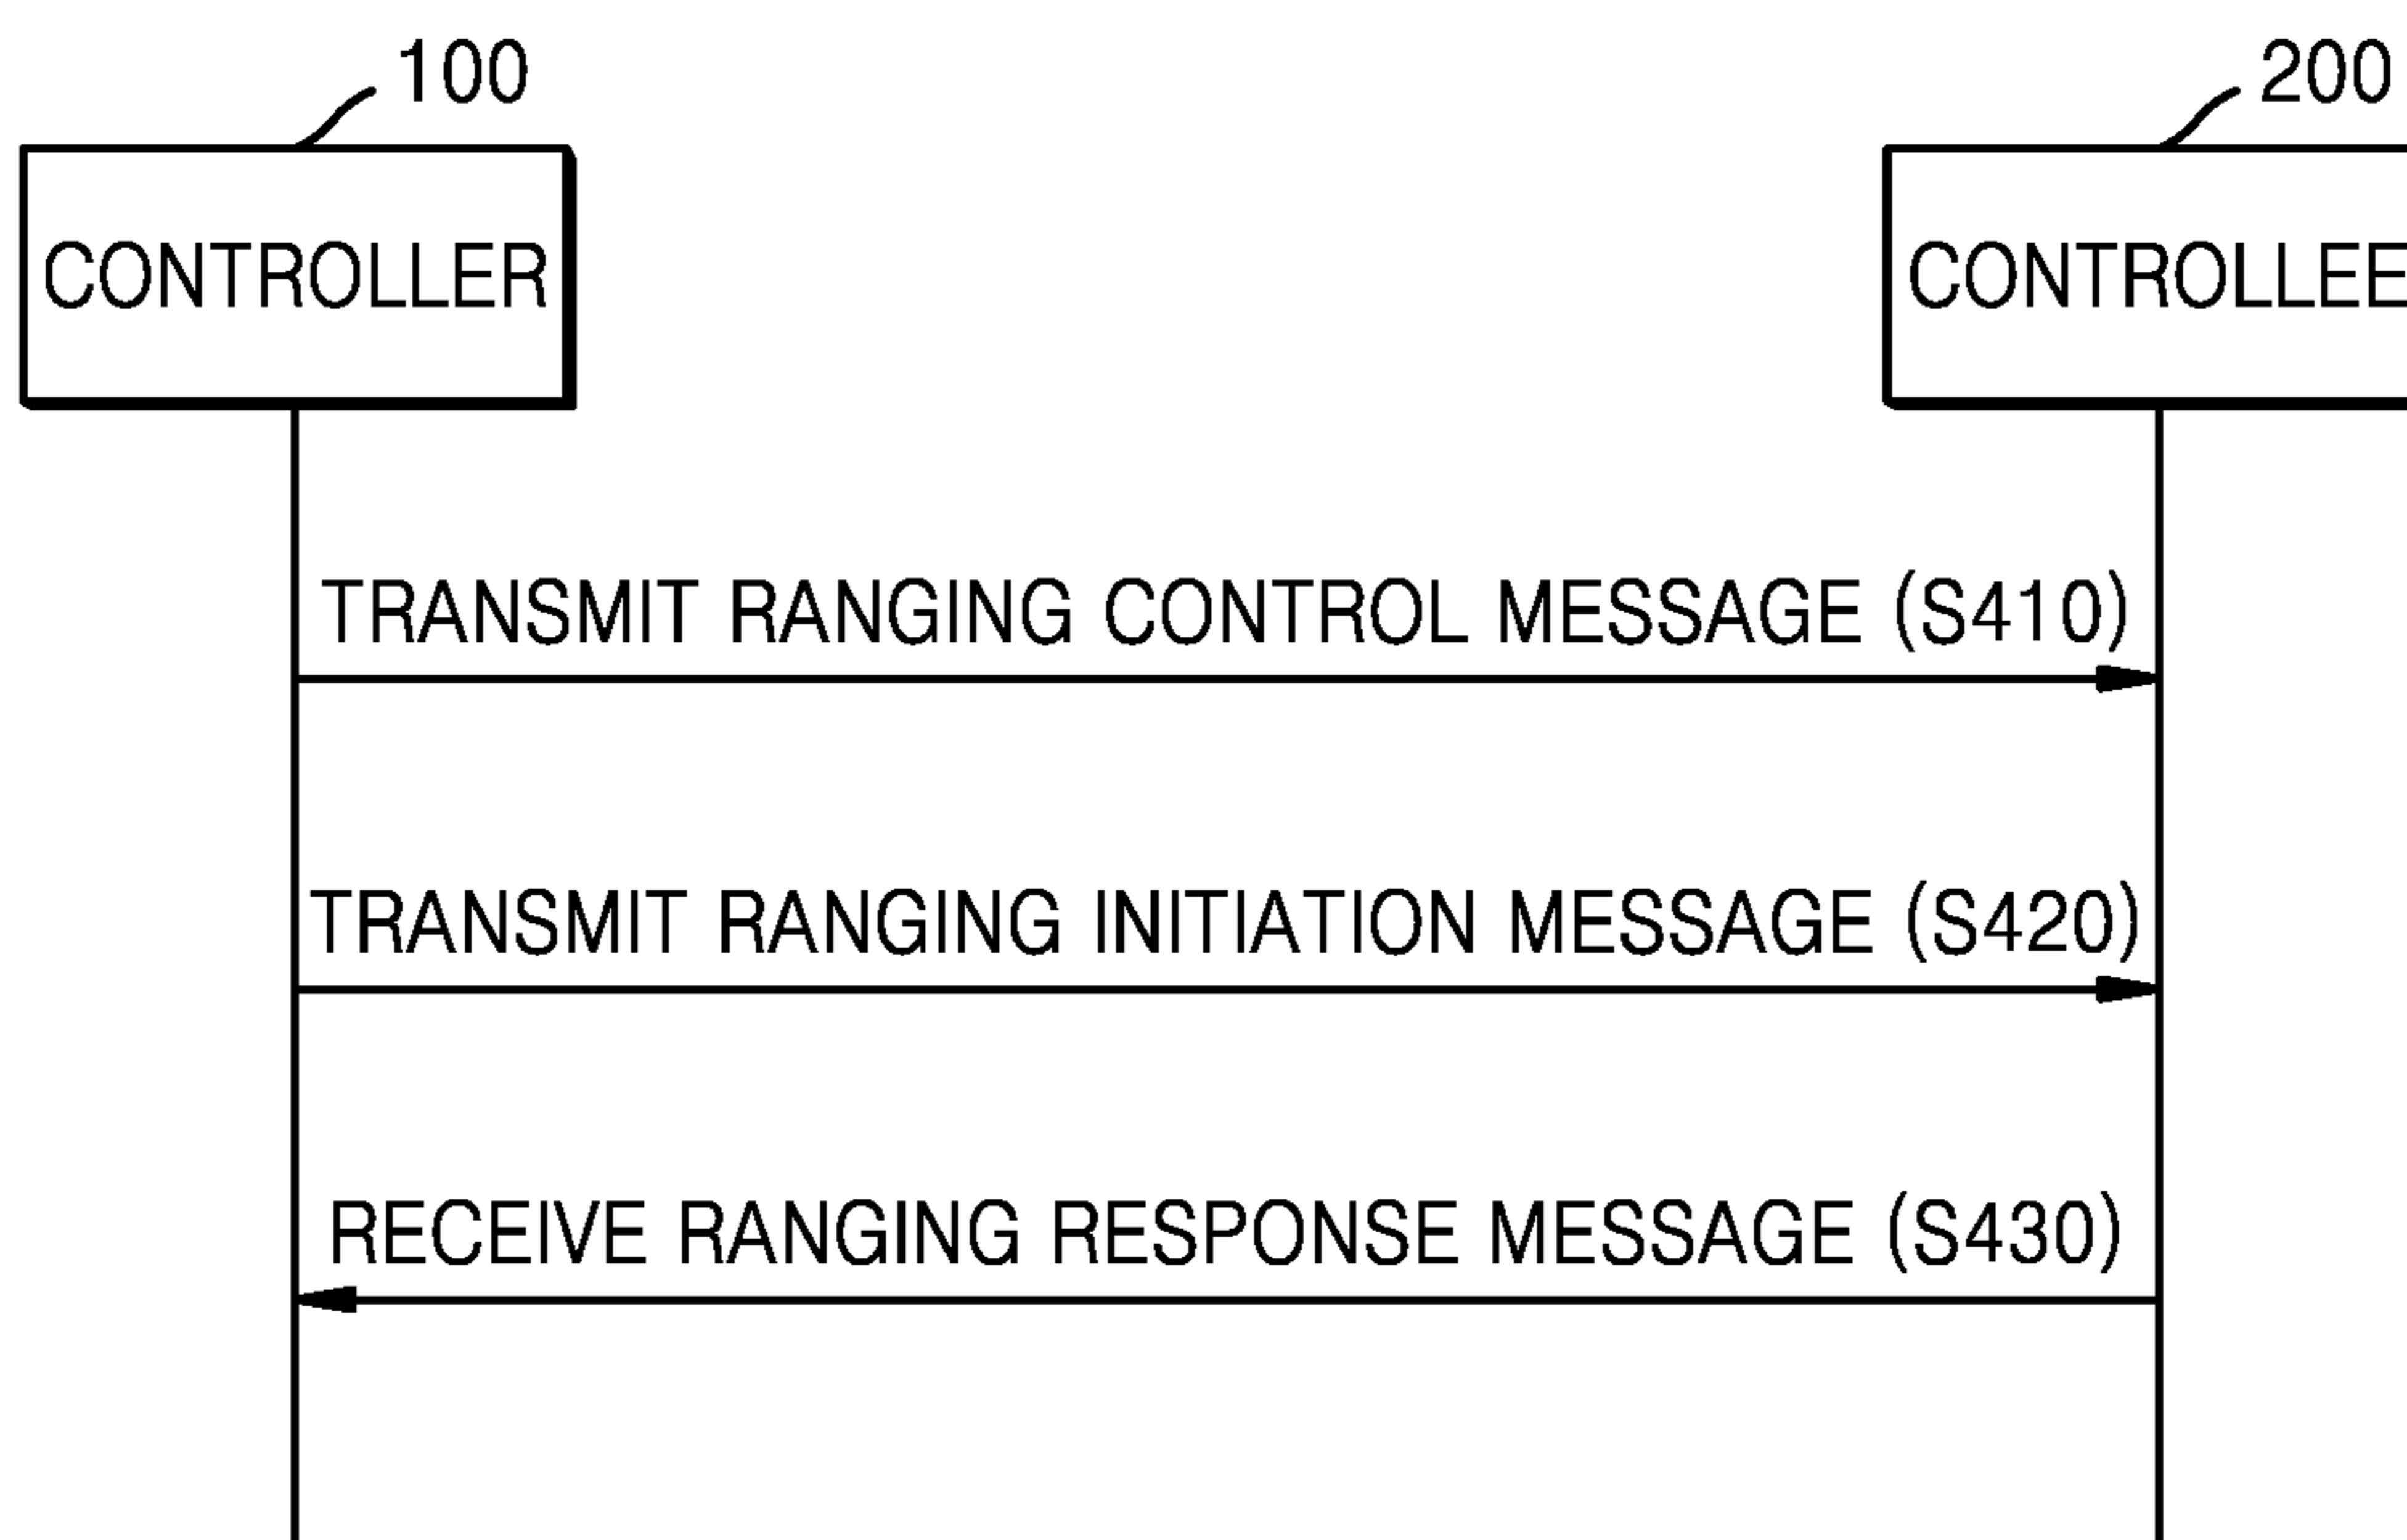 100
200
CONTROLLER
CONTROLLEE
TRANSMIT RANGING CONTROL MESSAGE (S410)
TRANSMIT RANGING INITIATION MESSAGE (S420)
RECEIVE RANGING RESPONSE MESSAGE (S430)